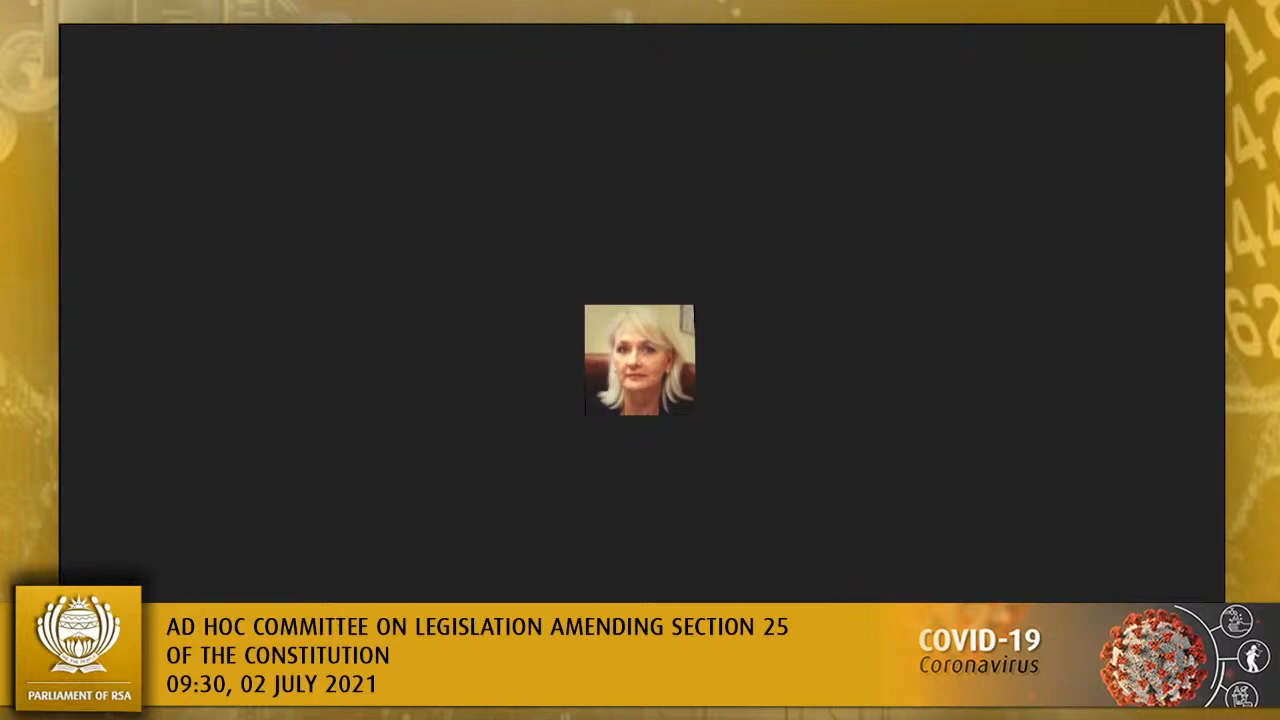 AD HOC COMMITTEE ON LEGISLATION AMENDING SECTION 25
OF THE CONSTITUTION
09:30, 02 JULY 2021
PARLIAMENT OF RSA
COVID-19
Coronavirus